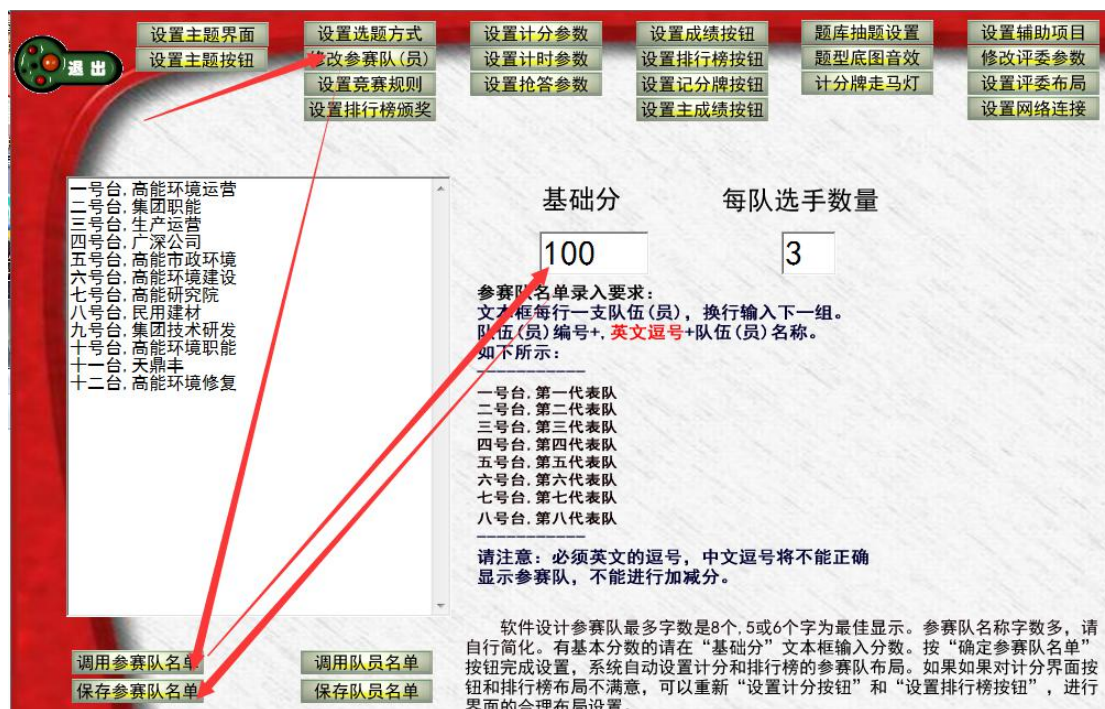 设置主题界面
设置选题方式
设置计分参数
设置成绩按钮
题库抽题设置
设置辅助项目
退出
设置主题按钮
修改参赛队(员)
设置计时参数
设置排行榜按钮
题型底图音效
修改评委参数
设置竞赛规则
设置抢答参数
设置记分牌按钮
计分牌走马灯
设置评委布局
设置排行榜颁奖
设置主成绩按钮
设置网络连接
一号台,高能环境运营
二号台,集团职能
三号台,生产运营
四号台,广深公司
五号台,高能市政环境
六号台,高能环境建设
七号台,高能研究院
八号台,民用建材
九号台,集团技术研发
十号台,高能环境职能
十一台,天鼎丰
十二台,高能环境修复
基础分
每队选手数量
100
3
参赛队名单录入要求:
文本框每行一支队伍(员),换行输入下一组。
队伍(员)编号+,英文逗号+队伍(员)名称。
如下所示:
-----------
一号台,第一代表队
二号台,第二代表队
三号台,第三代表队
四号台,第四代表队
五号台,第五代表队
六号台,第六代表队
七号台,第七代表队
八号台,第八代表队
-----------
请注意:必须英文的逗号,中文逗号将不能正确
显示参赛队,不能进行加减分。
软件设计参赛队最多字数是8个,5或6个字为最佳显示。参赛队名称字数多,请
自行简化。有基本分数的请在“基础分”文本框输入分数。按“确定参赛队名单”
按钮完成设置,系统自动设置计分和排行榜的参赛队布局。如果如果对计分界面按
钮和排行榜布局不满意,可以重新“设置计分按钮”和“设置排行榜按钮”,进行
界面的合理布局设置。
调用参赛队名单
调用队员名单
保存参赛队名单
保存队员名单